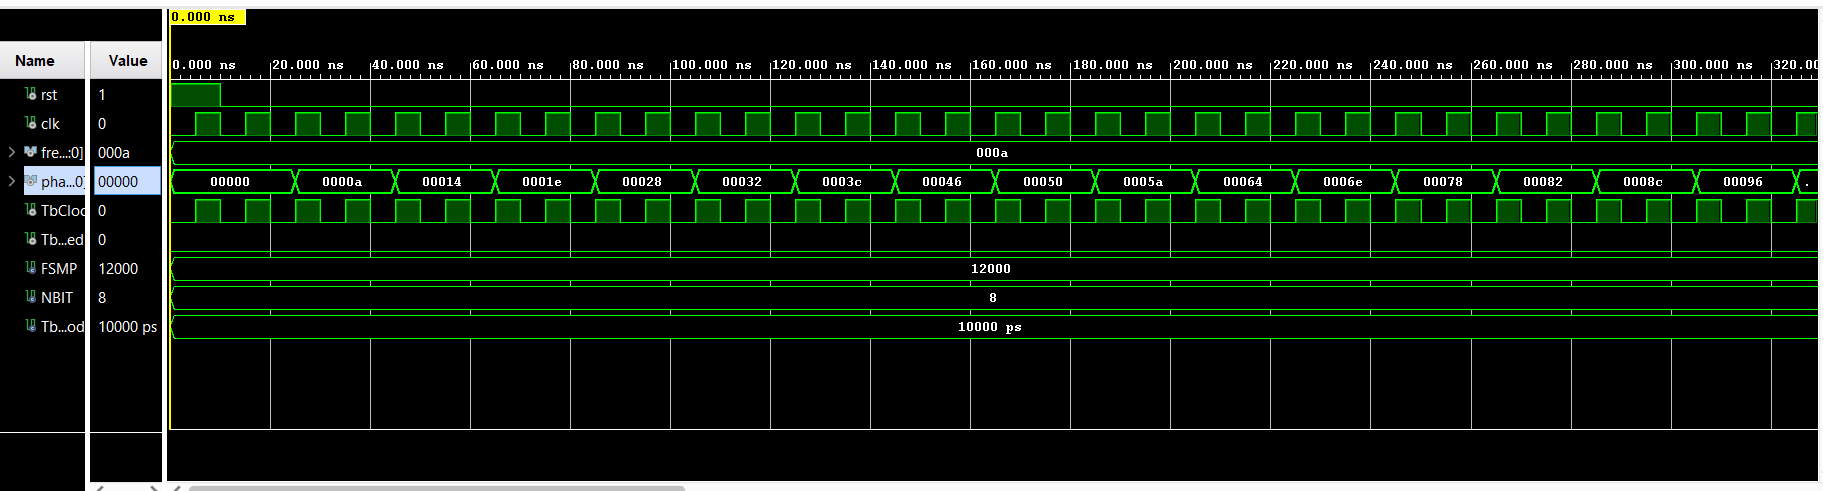 0.000 ns
Name Value
0.000 ns 20.000 ns 40.000 ns 60.000 ns 80.000 ns 100.000 ns 120.000 ns 140.000 ns 160.000 ns 180.000 ns 200.000 ns 220.000 ns 240.000 ns 260.000 ns 280.000 ns 300.000 ns 320.00
rst 1
clk 0
fre...:0] 000a 000a
pha...0] 00000 00000 0000a 00014 0001e 00028 00032 0003c 00046 00050 0005a 00064 0006e 00078 00082 0008c 00096 .
TbCloc 0
Tb...ed 0
FSMP 12000 12000
NBIT 8 8
Tb...od 10000 ps 10000 ps